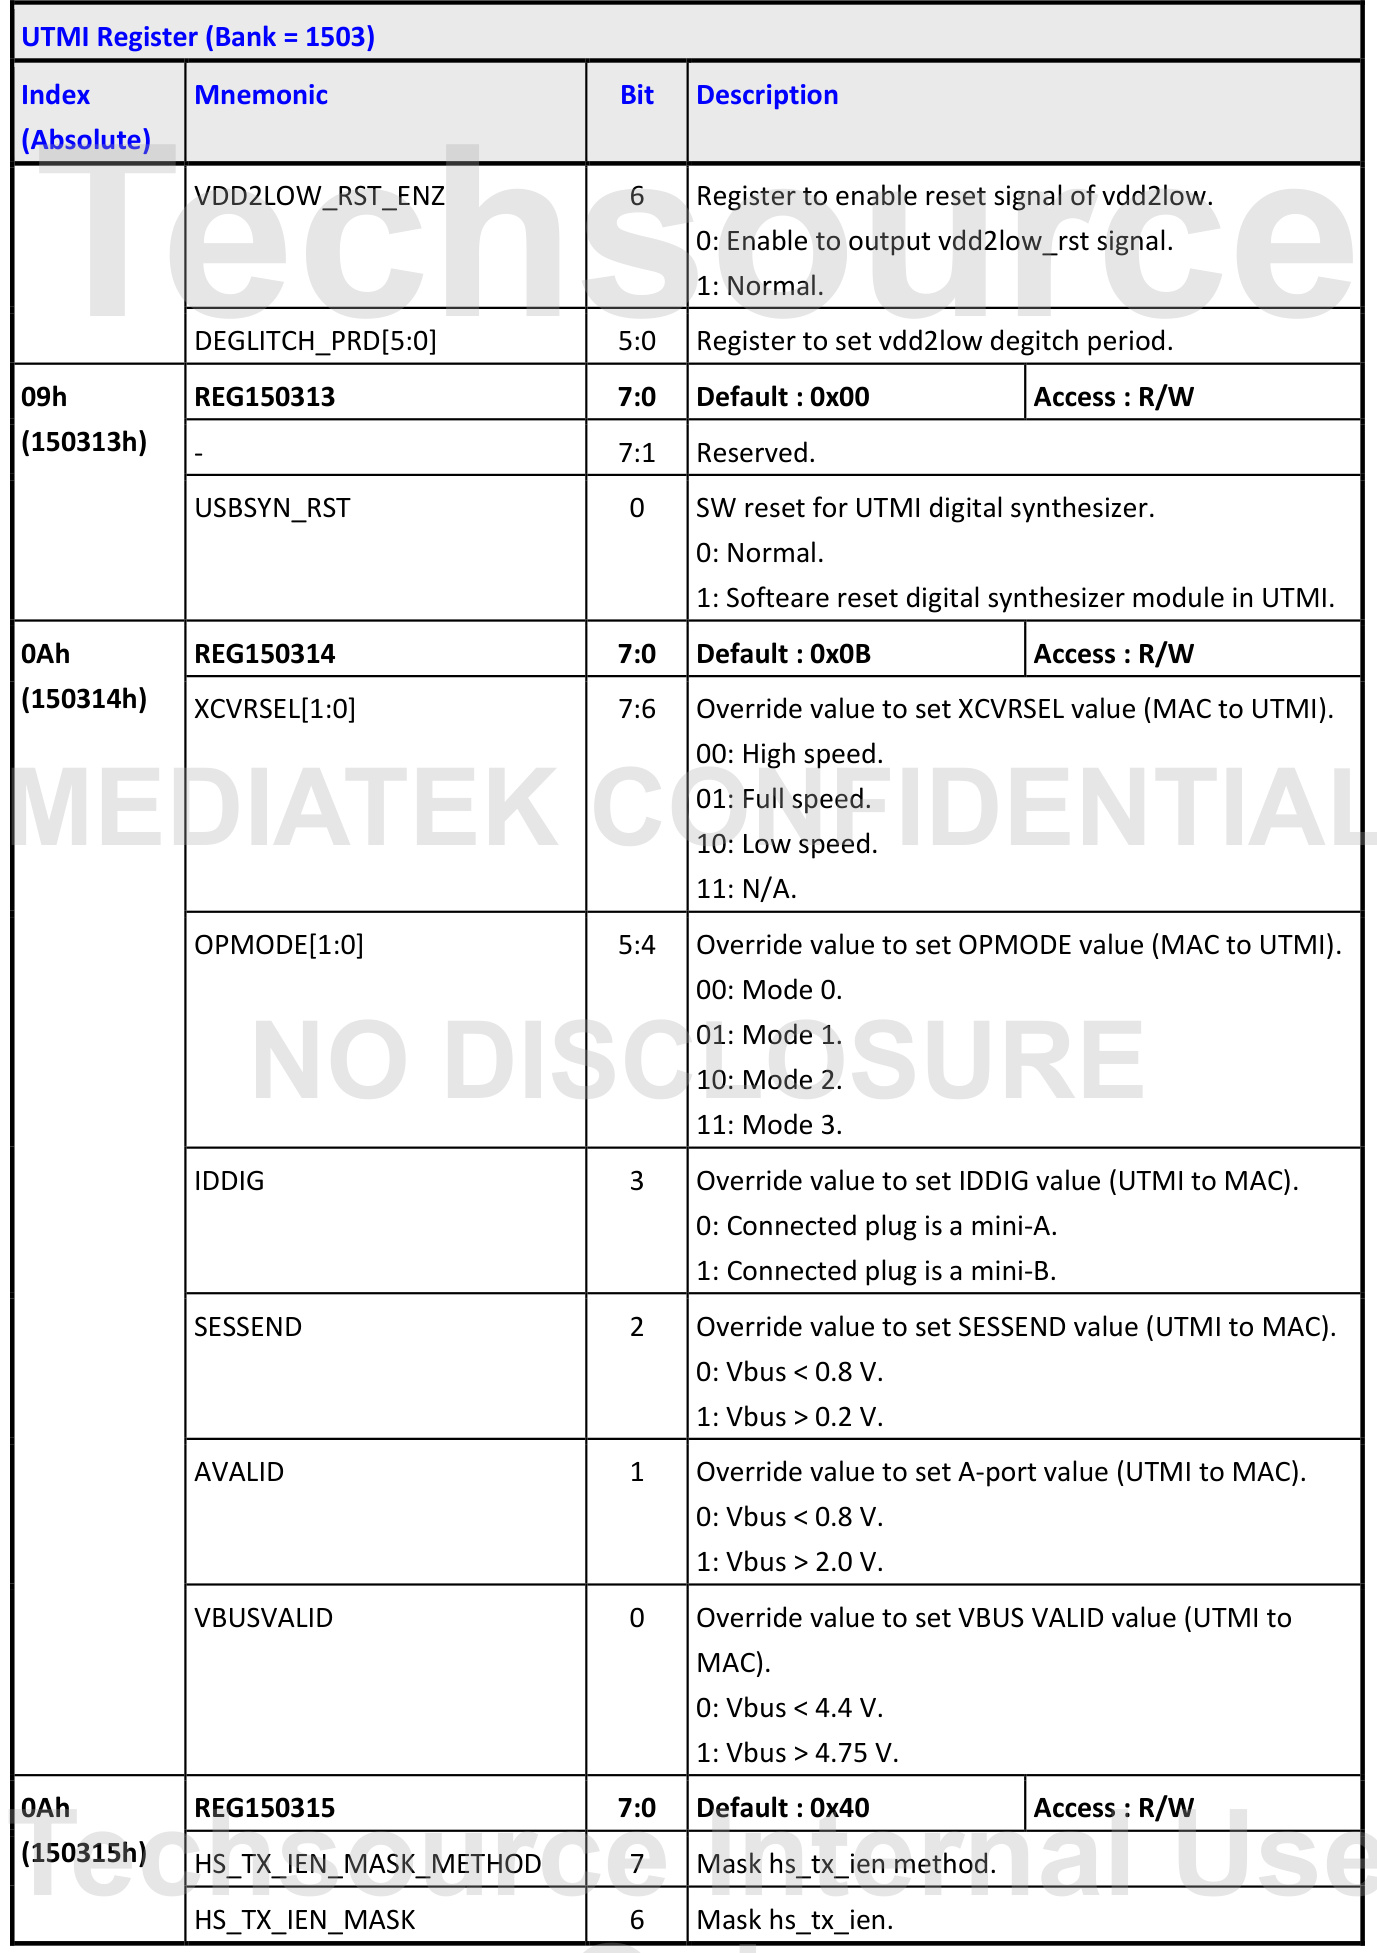 UTMI Register (Bank = 1503)
Index
(Absolute)
Mnemonic
Bit
Description
VDD2LOW_RST_ENZ
6
Register to enable reset signal of vdd2low.
0: Enable to output vdd2low_rst signal.
1: Normal.
DEGLITCH_PRD[5:0]
5:0
Register to set vdd2low degitch period.
09h
(150313h)
REG150313
7:0
Default : 0x00
Access : R/W
-
7:1
Reserved.
USBSYN_RST
0
SW reset for UTMI digital synthesizer.
0: Normal.
1: Softeare reset digital synthesizer module in UTMI.
0Ah
(150314h)
REG150314
7:0
Default : 0x0B
Access : R/W
XCVRSEL[1:0]
7:6
Override value to set XCVRSEL value (MAC to UTMI).
00: High speed.
01: Full speed.
10: Low speed.
11: N/A.
OPMODE[1:0]
5:4
Override value to set OPMODE value (MAC to UTMI).
00: Mode 0.
01: Mode 1.
10: Mode 2.
11: Mode 3.
IDDIG
3
Override value to set IDDIG value (UTMI to MAC).
0: Connected plug is a mini-A.
1: Connected plug is a mini-B.
SESSEND
2
Override value to set SESSEND value (UTMI to MAC).
0: Vbus < 0.8 V.
1: Vbus > 0.2 V.
AVALID
1
Override value to set A-port value (UTMI to MAC).
0: Vbus < 0.8 V.
1: Vbus > 2.0 V.
VBUSVALID
0
Override value to set VBUS VALID value (UTMI to
MAC).
0: Vbus < 4.4 V.
1: Vbus > 4.75 V.
0Ah
(150315h)
REG150315
7:0
Default : 0x40
Access : R/W
HS_TX_IEN_MASK_METHOD
7
Mask hs_tx_ien method.
HS_TX_IEN_MASK
6
Mask hs_tx_ien.
Techsource
MEDIATEK CONFIDENTIAL
NO DISCLOSURE
Techsource Internal Use